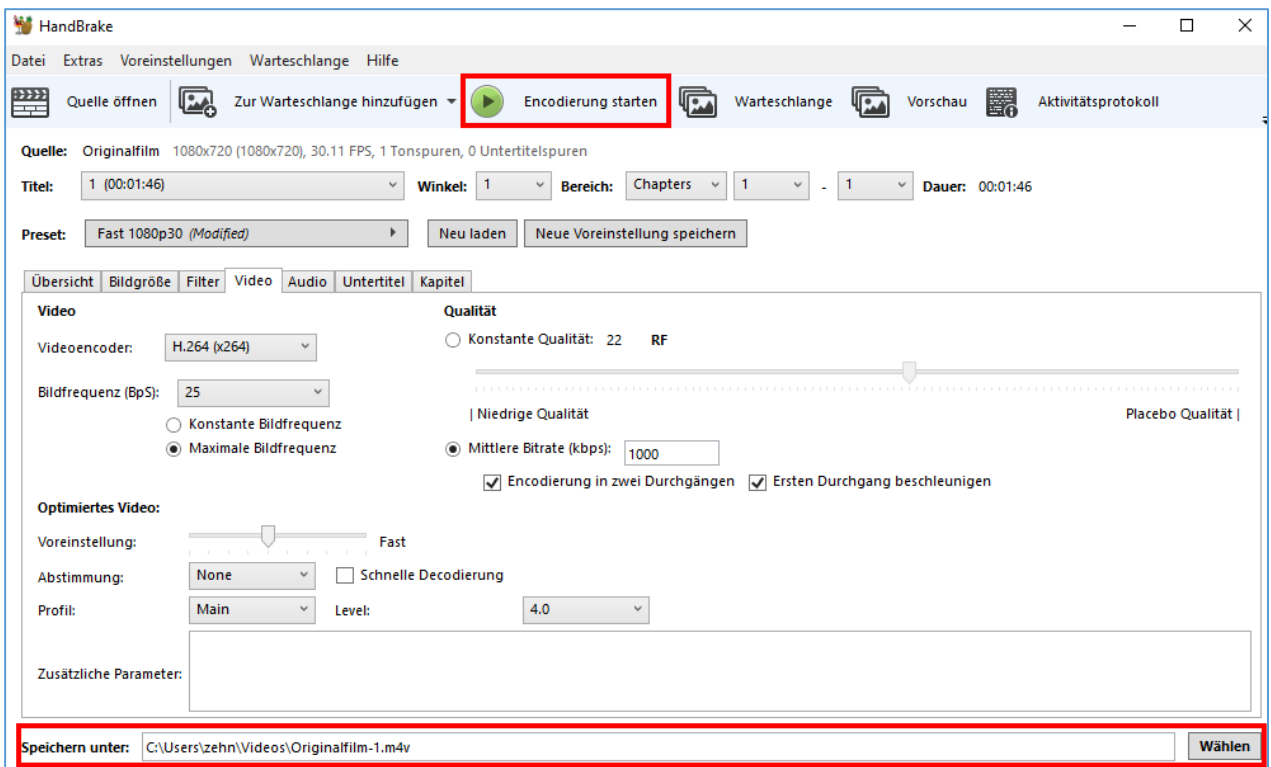 HandBrake
Datei Extras Voreinstellungen Warteschlange Hilfe
Quelle öffnen Zur Warteschlange hinzufügen Encodierung starten Warteschlange Vorschau Aktivitätsprotokoll
Quelle: Originalfilm 1080x720 (1080x720), 30.11 FPS, 1 Tonspuren, 0 Untertitelspuren
Titel: 1 (00:01:46) Winkel: 1 Bereich: Chapters 1 - 1 Dauer: 00:01:46
Preset: Fast 1080p30 (Modified) Neu laden Neue Voreinstellung speichern
Übersicht Bildgröße Filter Video Audio Untertitel Kapitel
Video Qualität
Konstante Qualität: 22 RF
Videoencoder: H.264 (x264)
Bildfrequenz (BpS): 25
| Niedrige Qualität Placebo Qualität |
Konstante Bildfrequenz
Maximale Bildfrequenz Mittlere Bitrate (kbps): 1000
Encodierung in zwei Durchgängen Ersten Durchgang beschleunigen
Optimiertes Video:
Voreinstellung: Fast
Abstimmung: None Schnelle Decodierung
Profil: Main Level: 4.0
Zusätzliche Parameter:
Speichern unter: C:\Users\zehn\Videos\Originalfilm-1.m4v Wählen